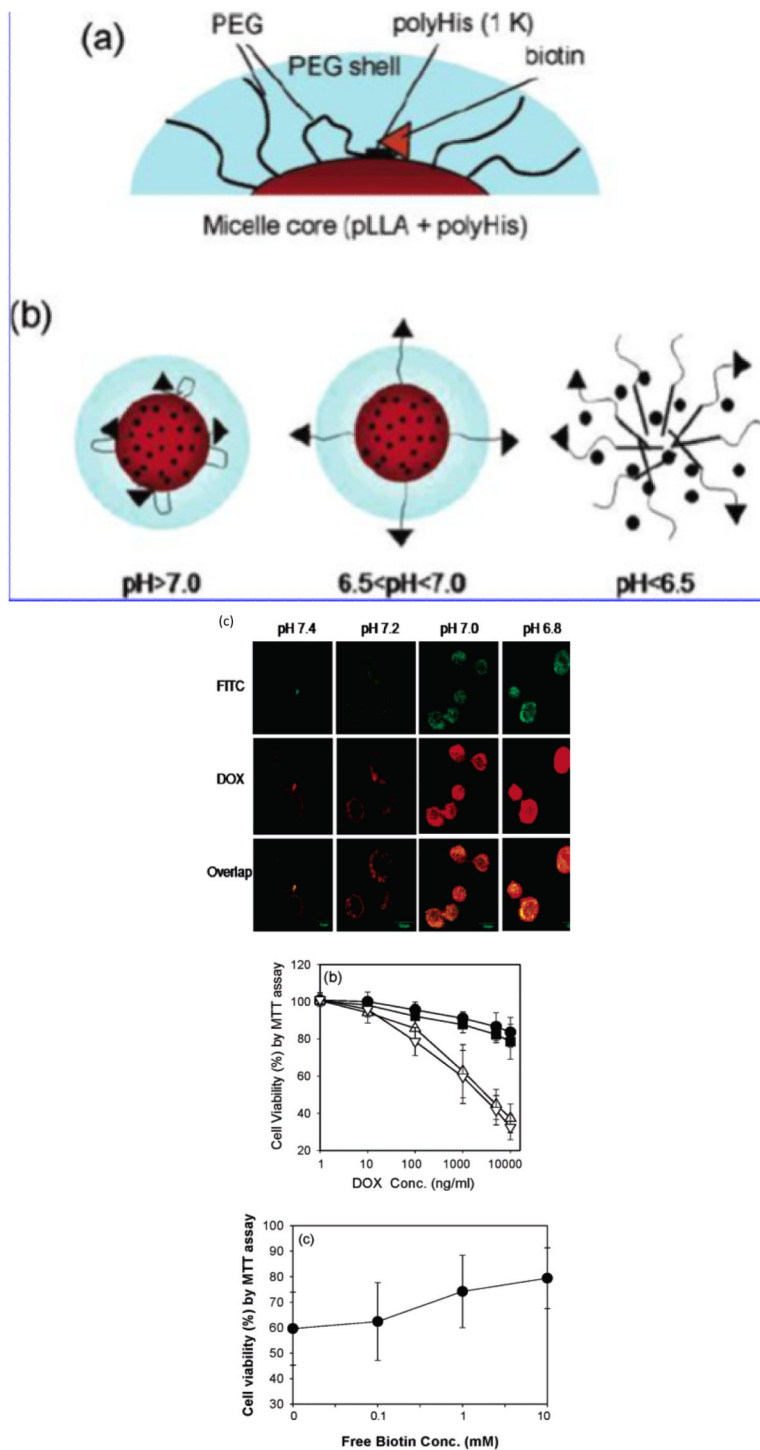 (a)
PEG
polyHis (1 K)
PEG shell
biotin
Micelle core (pLLA + polyHis)
(b)
pH>7.0
6.5<pH<7.0
pH<6.5
(c)
pH 7.4
pH 7.2
pH 7.0
pH 6.8
FITC
DOX
Overlap
(b)
Cell Viability (%) by MTT assay
120
100
80
60
40
20
1
10
100
1000
10000
DOX Conc. (ng/ml)
(c)
Cell viability (%) by MTT assay
100
90
80
70
60
50
40
30
0
0.1
1
10
Free Biotin Conc. (mM)